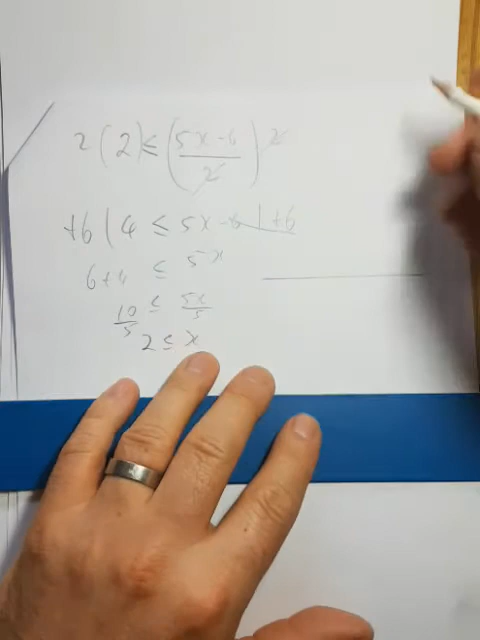 2(2) ≤ (5x-6/2)2
+6 | 4 ≤ 5x-6 | +6
6+4 ≤ 5x
10/5 ≤ 5x/5
2 ≤ x